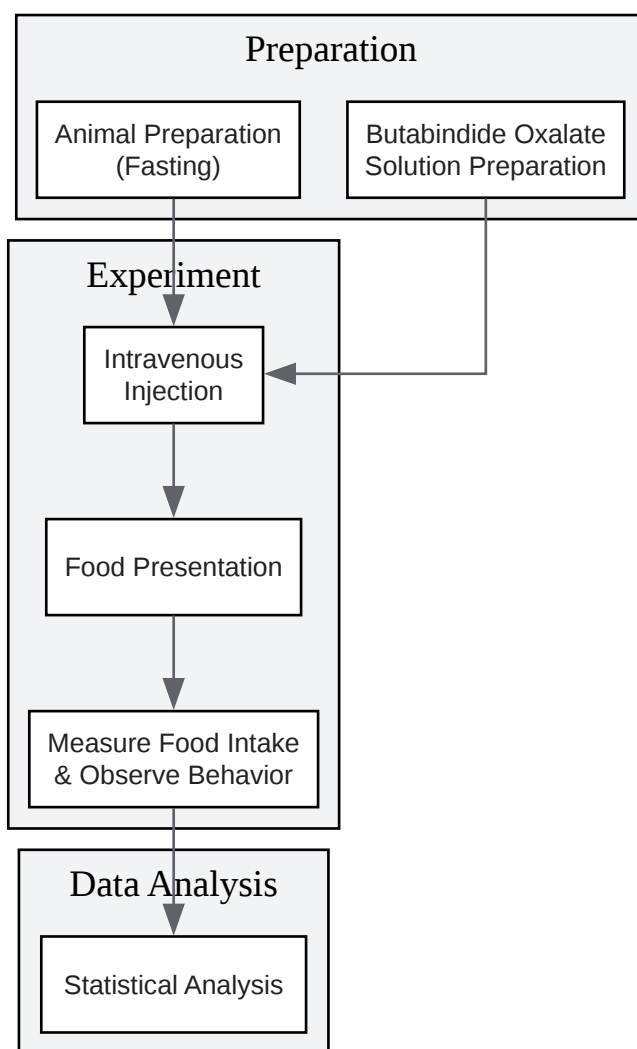 Preparation
Animal Preparation
(Fasting)
Butabindide Oxalate
Solution Preparation
Experiment
Intravenous
Injection
Food Presentation
Measure Food Intake
& Observe Behavior
Data Analysis
Statistical Analysis